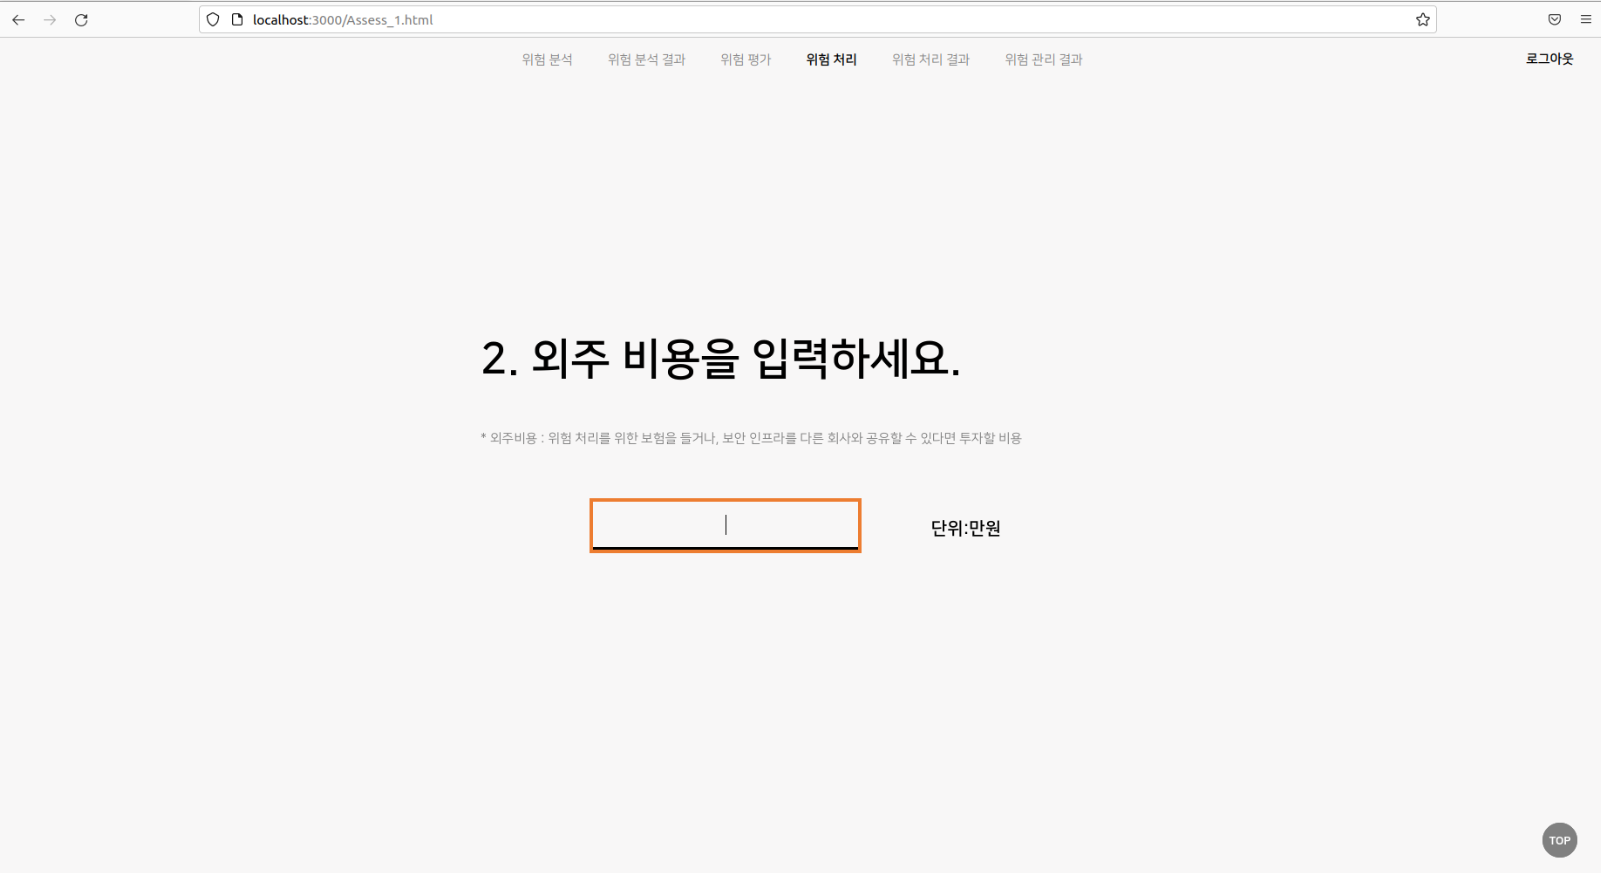 localhost:3000/Assess_1.html
위험 분석 위험 분석 결과 위험 평가 위험 처리 위험 처리 결과 위험 관리 결과 로그아웃
2. 외주 비용을 입력하세요.
* 외주비용 : 위험 처리를 위한 보험을 들거나, 보안 인프라를 다른 회사와 공유할 수 있다면 투자할 비용
단위:만원
TOP